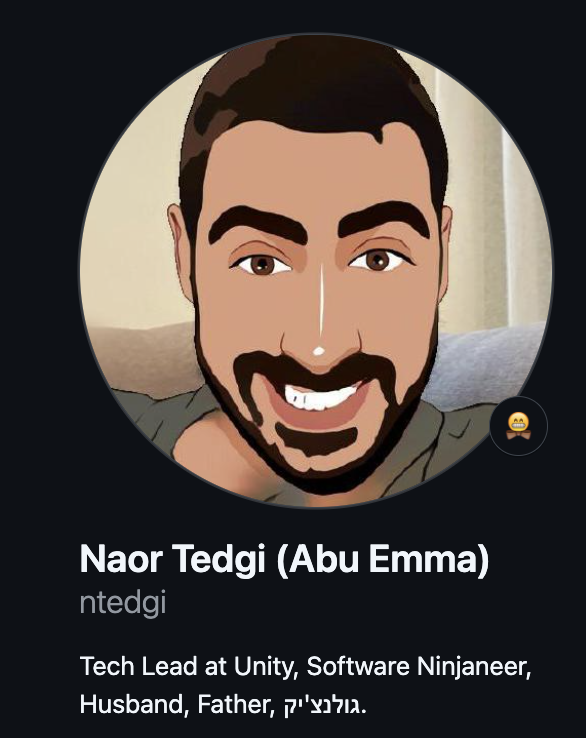 Naor Tedgi (Abu Emma)
ntedgi
Tech Lead at Unity, Software Ninjaneer,
Husband, Father, גולנצ'יק.